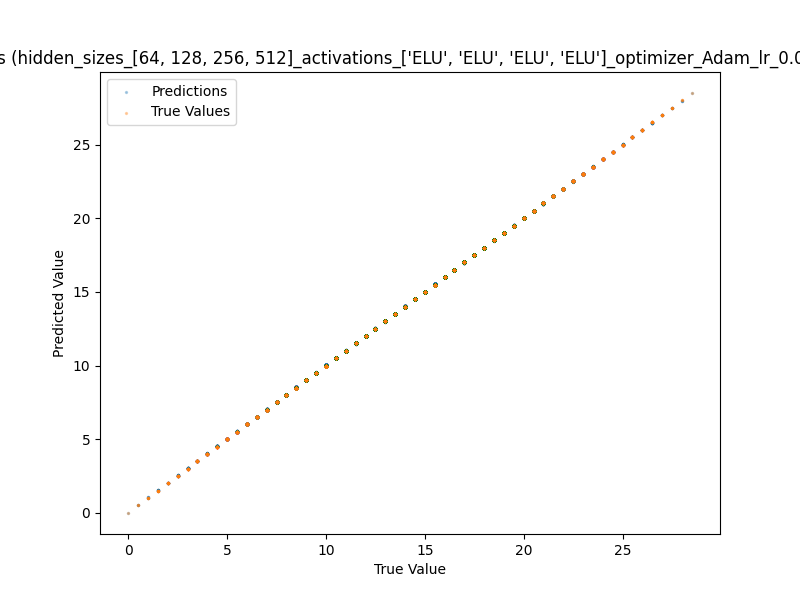 s (hidden_sizes_[64, 128, 256, 512]_activations_['ELU', 'ELU', 'ELU', 'ELU']_optimizer_Adam_lr_0.0
Predictions
True Values
25
20
15
10
5
0
Predicted Value
0 5 10 15 20 25
True Value